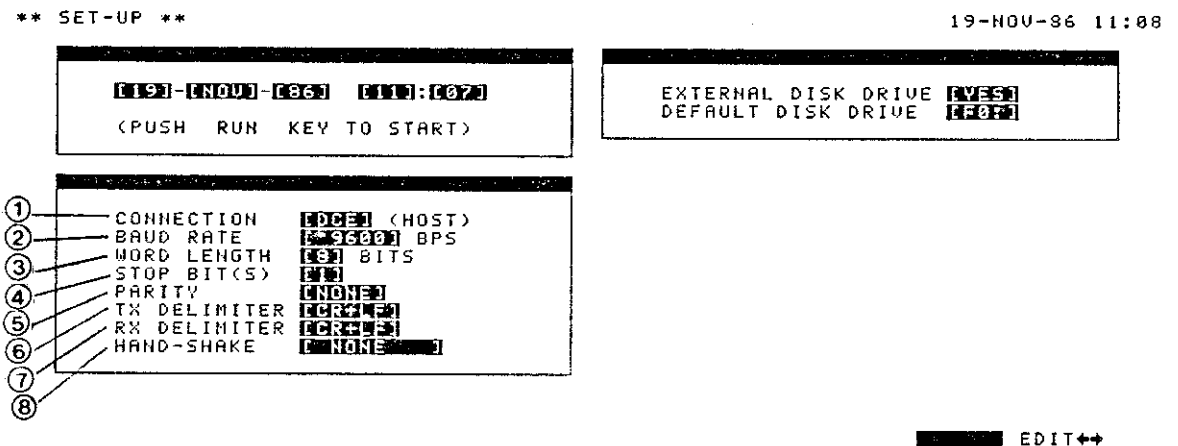 ** SET-UP **
19-NOV-86 11:08
[19]-[NOV]-[86] [11]:[07]
(PUSH RUN KEY TO START)
EXTERNAL DISK DRIVE [YES]
DEFAULT DISK DRIVE [F0:]
① CONNECTION [DCE] (HOST)
② BAUD RATE [ 9600] BPS
③ WORD LENGTH [8] BITS
④ STOP BIT(S) [1]
⑤ PARITY [NONE]
⑥ TX DELIMITER [CR+LF]
⑦ RX DELIMITER [CR+LF]
⑧ HAND-SHAKE [ NONE ]
EDIT↔